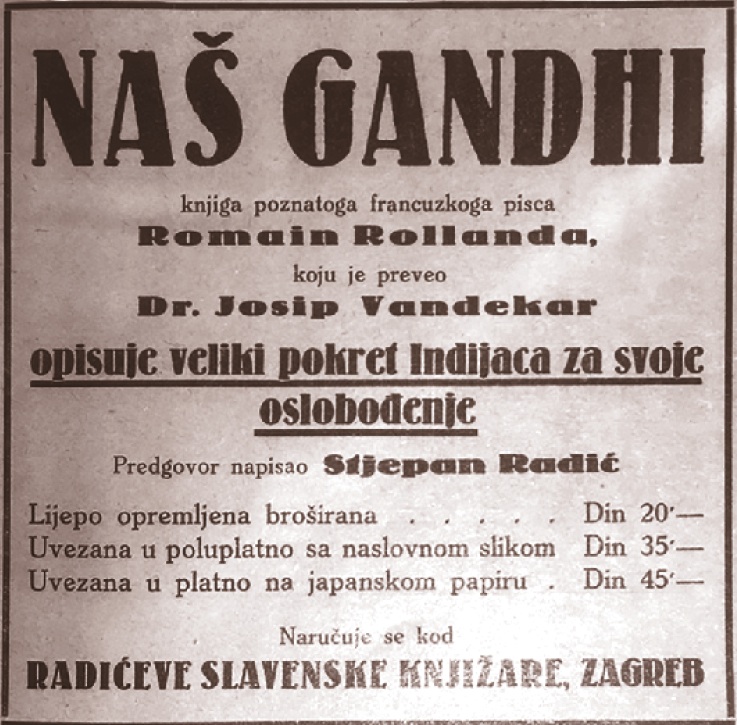 NAŠ GANDHI
knjiga poznatoga francuzkoga pisca
Romain Rollanda,
koju je preveo
Dr. Josip Vandekar
opisuje veliki pokret Indijaca za svoje
oslobođenje
Predgovor napisao Stjepan Radić
Lijepo opremljena broširana . . . . . Din 20·—
Uvezana u poluplatno sa naslovnom slikom Din 35·—
Uvezana u platno na japanskom papiru . Din 45·—
Naručuje se kod
RADIĆEVE SLAVENSKE KNJIŽARE, ZAGREB